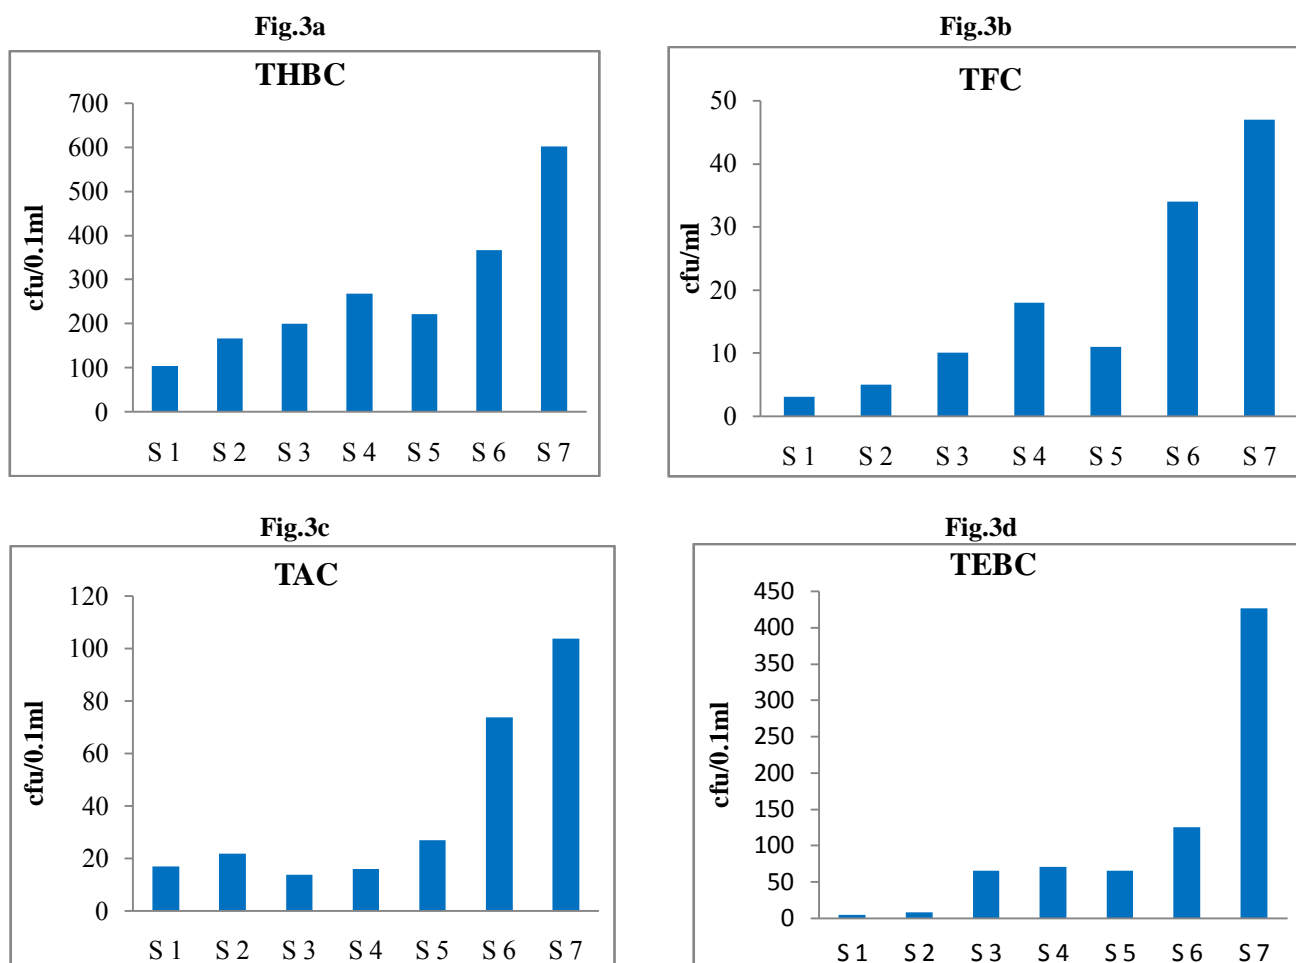 Fig.3a
THBC
cfu/0.1ml
700
600
500
400
300
200
100
0
S 1 S 2 S 3 S 4 S 5 S 6 S 7
Fig.3b
TFC
cfu/ml
50
40
30
20
10
0
S 1 S 2 S 3 S 4 S 5 S 6 S 7
Fig.3c
TAC
cfu/0.1ml
120
100
80
60
40
20
0
S 1 S 2 S 3 S 4 S 5 S 6 S 7
Fig.3d
TEBC
cfu/0.1ml
450
400
350
300
250
200
150
100
50
0
S 1 S 2 S 3 S 4 S 5 S 6 S 7